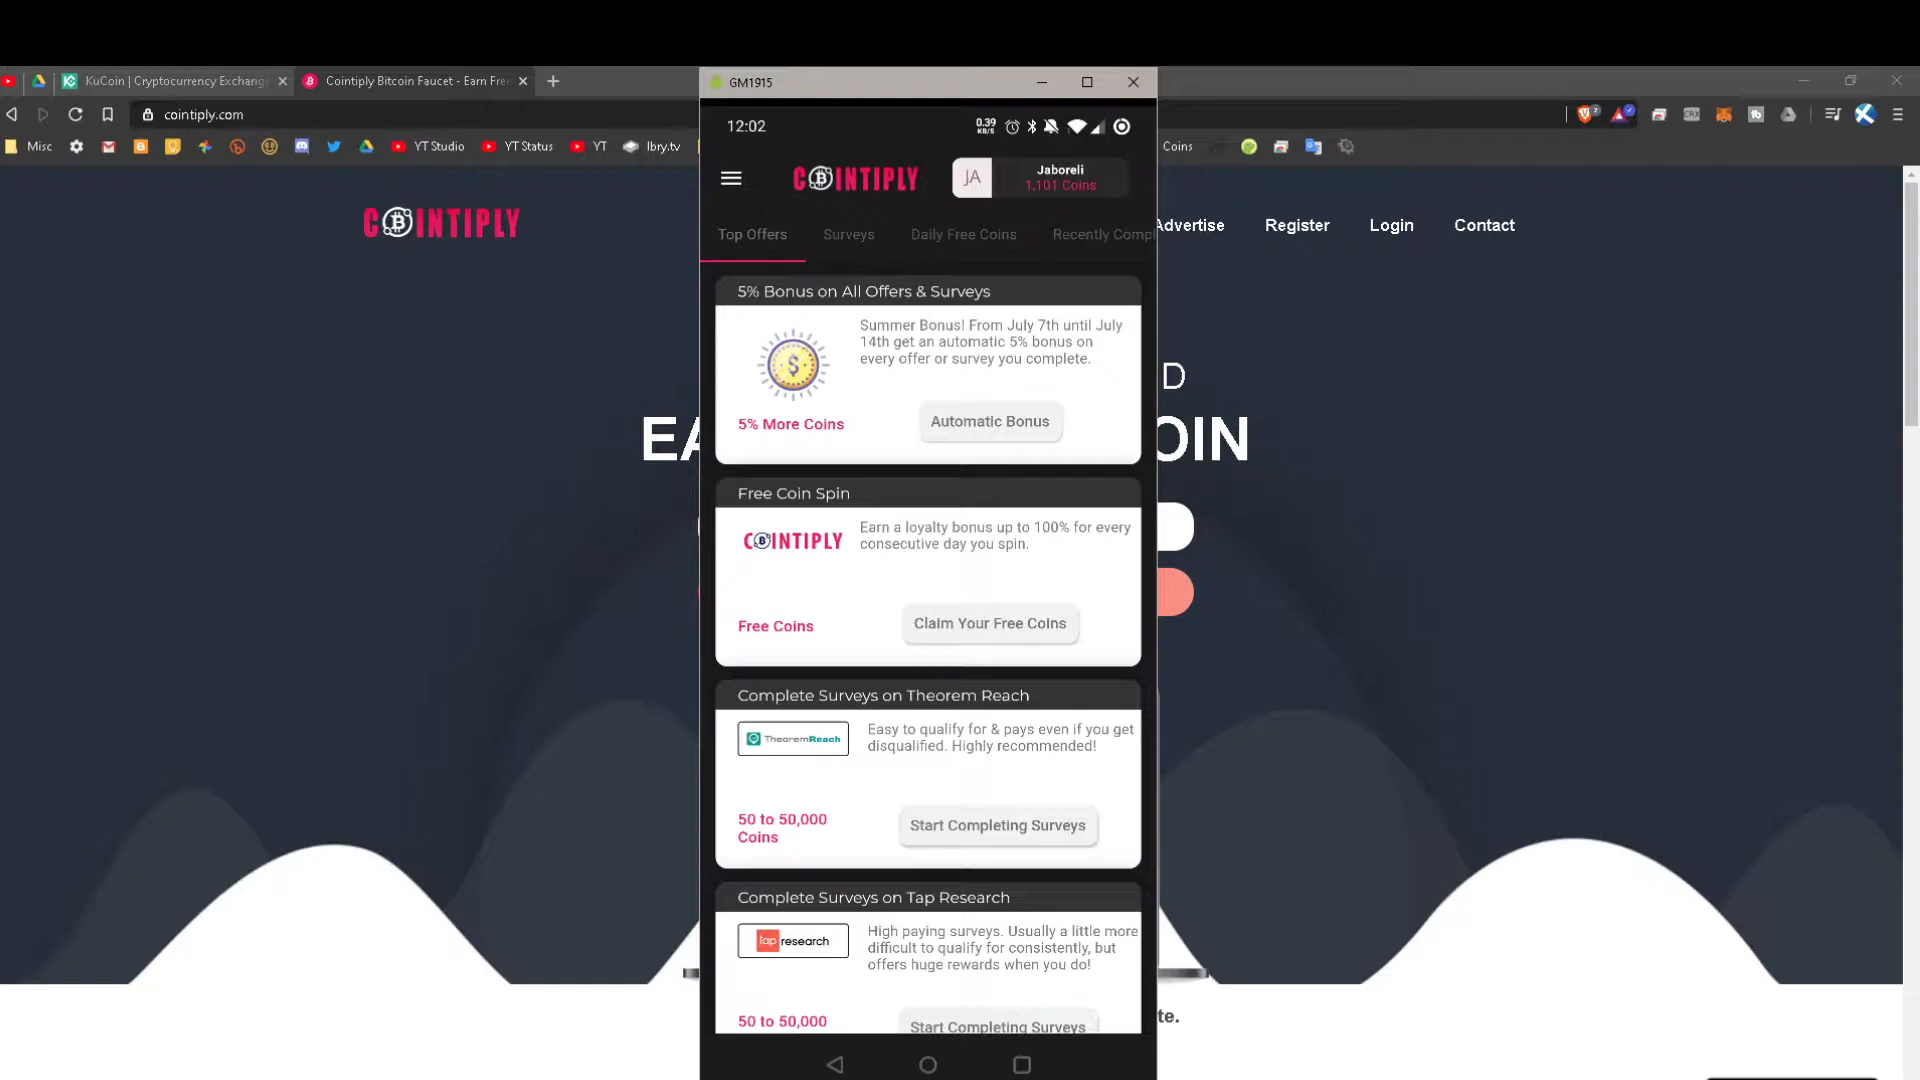 KuCoin | Cryptocurrency Exchang
Cointiply Bitcoin Faucet - Earn Fre
cointiply.com
Misc
YT Studio
YT Status
YT
lbry.tv
Coins
COINTIPLY
Advertise
Register
Login
Contact
D
EA
OIN
te.
GM1915
12:02
0.39
KB/S
COINTIPLY
JA
Jaboreli
1,101 Coins
Top Offers
Surveys
Daily Free Coins
Recently Compl
5% Bonus on All Offers & Surveys
Summer Bonus! From July 7th until July
14th get an automatic 5% bonus on
every offer or survey you complete.
5% More Coins
Automatic Bonus
Free Coin Spin
COINTIPLY
Earn a loyalty bonus up to 100% for every
consecutive day you spin.
Free Coins
Claim Your Free Coins
Complete Surveys on Theorem Reach
TheoremReach
Easy to qualify for & pays even if you get
disqualified. Highly recommended!
50 to 50,000
Coins
Start Completing Surveys
Complete Surveys on Tap Research
tap research
High paying surveys. Usually a little more
difficult to qualify for consistently, but
offers huge rewards when you do!
50 to 50,000
Start Completing Surveys